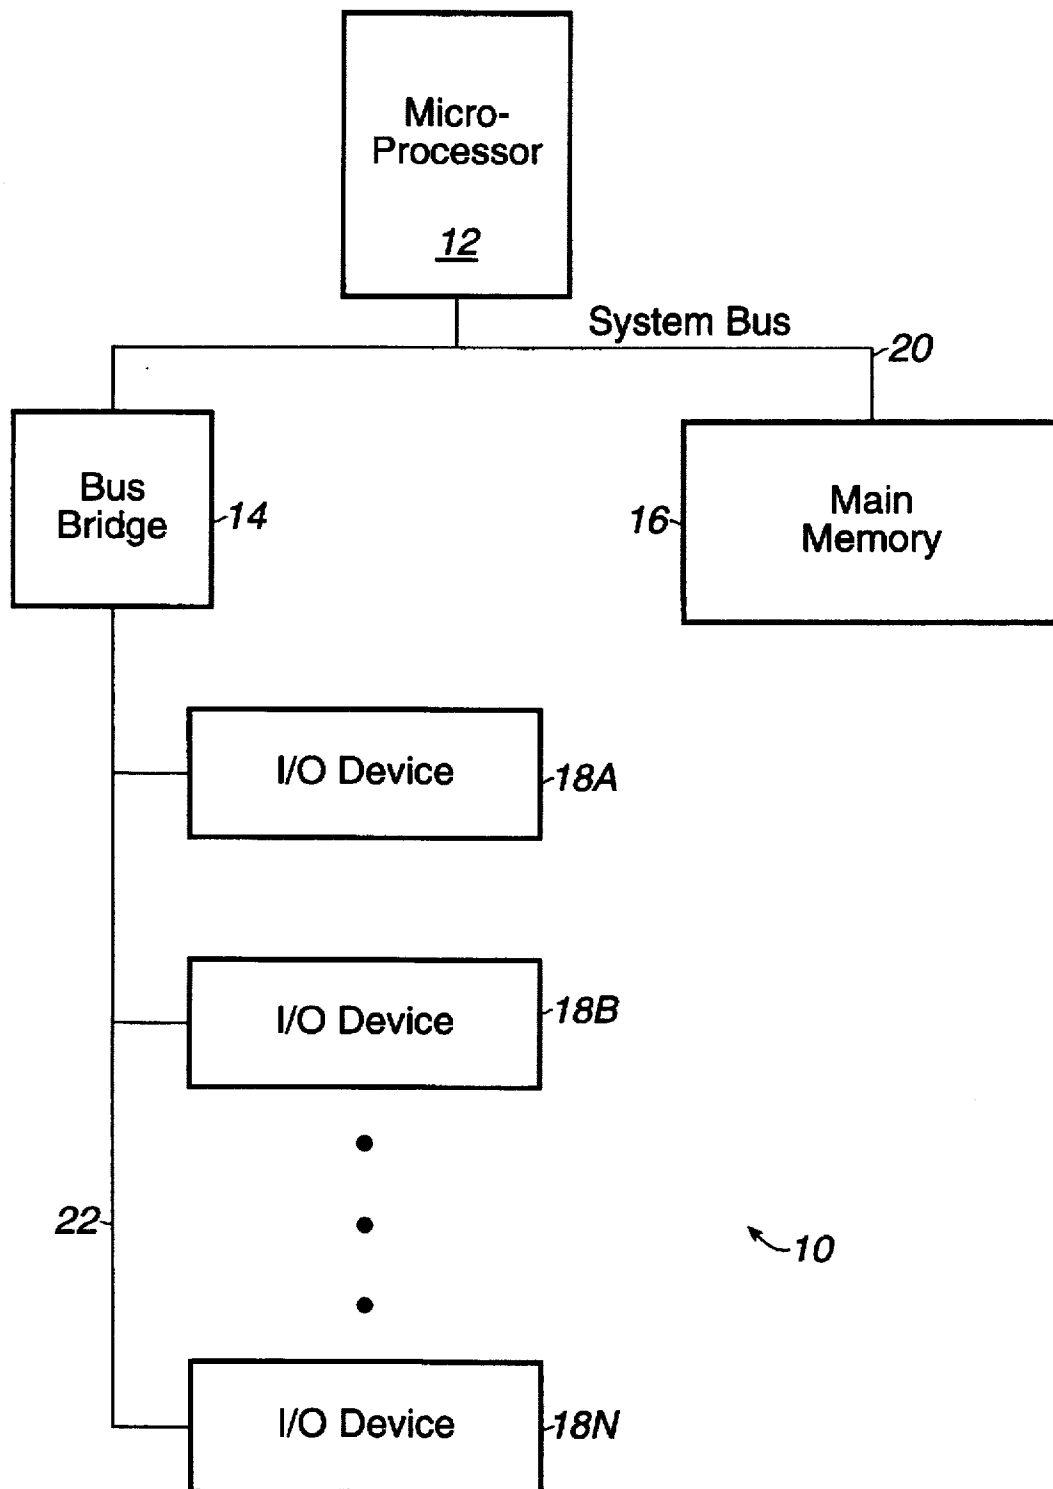 Micro-
Processor
12
System Bus
20
Bus
Bridge
14
16
Main
Memory
I/O Device
18A
I/O Device
18B
22
10
I/O Device
18N